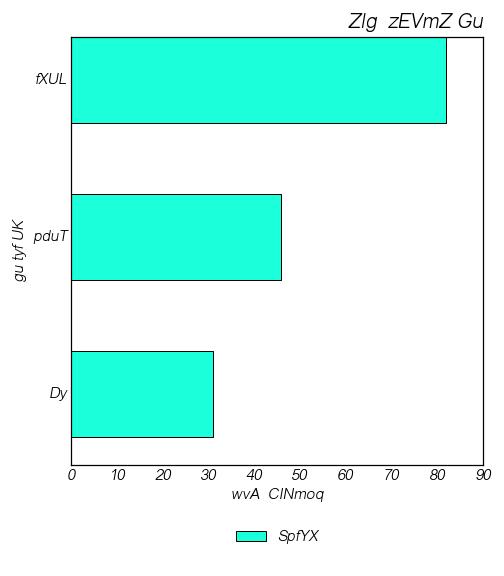 ZIg zEVmZ Gu
fXUL
pduT
Dy
gu tyf UK
0 10 20 30 40 50 60 70 80 90
wvA CINmoq
SpfYX